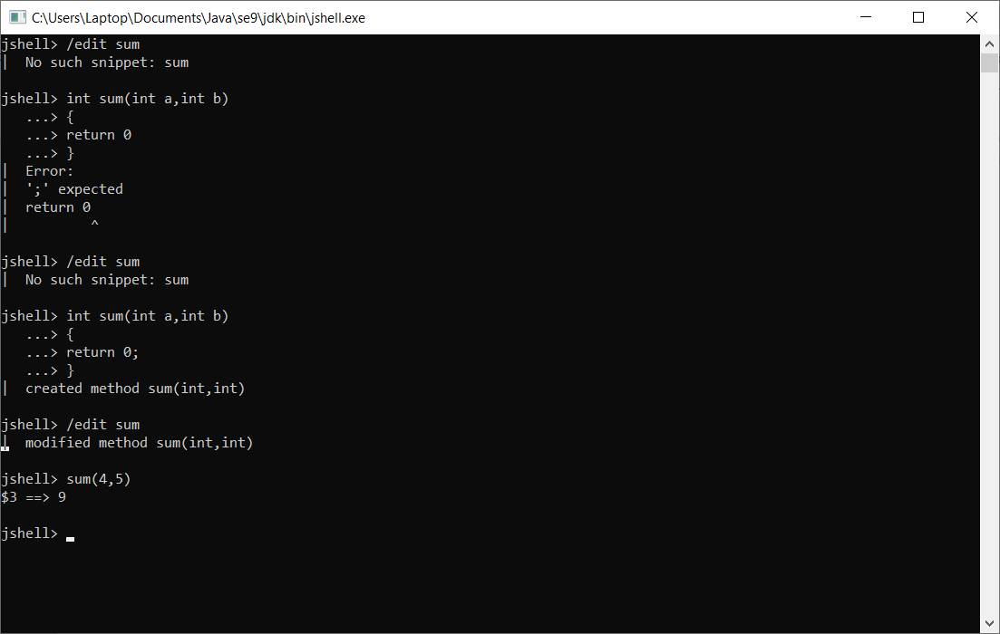 C:\Users\Laptop\Documents\Java\se9\jdk\bin\jshell.exe
jshell> /edit sum
|  No such snippet: sum
jshell> int sum(int a,int b)
   ...> {
   ...> return 0
   ...> }
|  Error:
|  ';' expected
|  return 0
|          ^
jshell> /edit sum
|  No such snippet: sum
jshell> int sum(int a,int b)
   ...> {
   ...> return 0;
   ...> }
|  created method sum(int,int)
jshell> /edit sum
|  modified method sum(int,int)
jshell> sum(4,5)
$3 ==> 9
jshell>